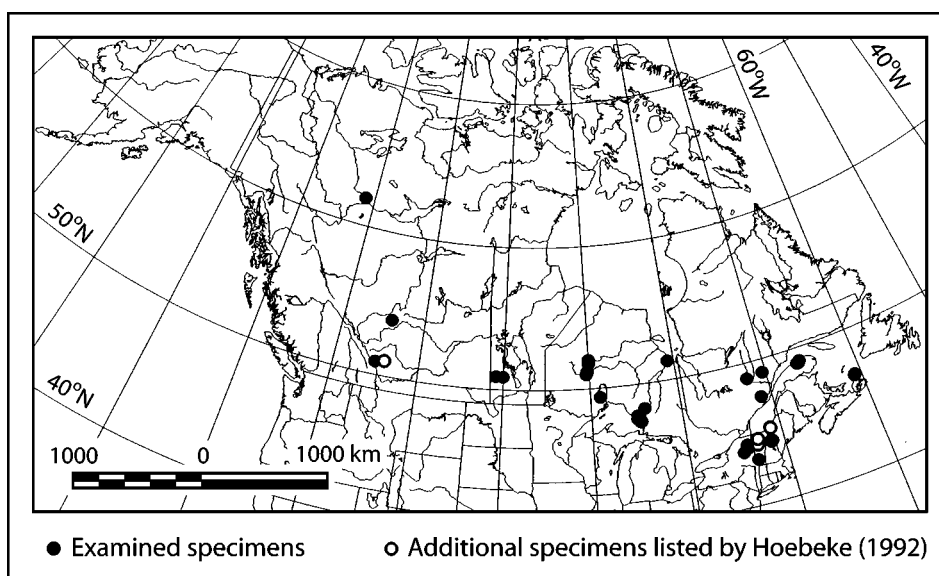 60°W
40°W
50°N
40°N
1000 0 1000 km
Examined specimens
Additional specimens listed by Hoebeke (1992)